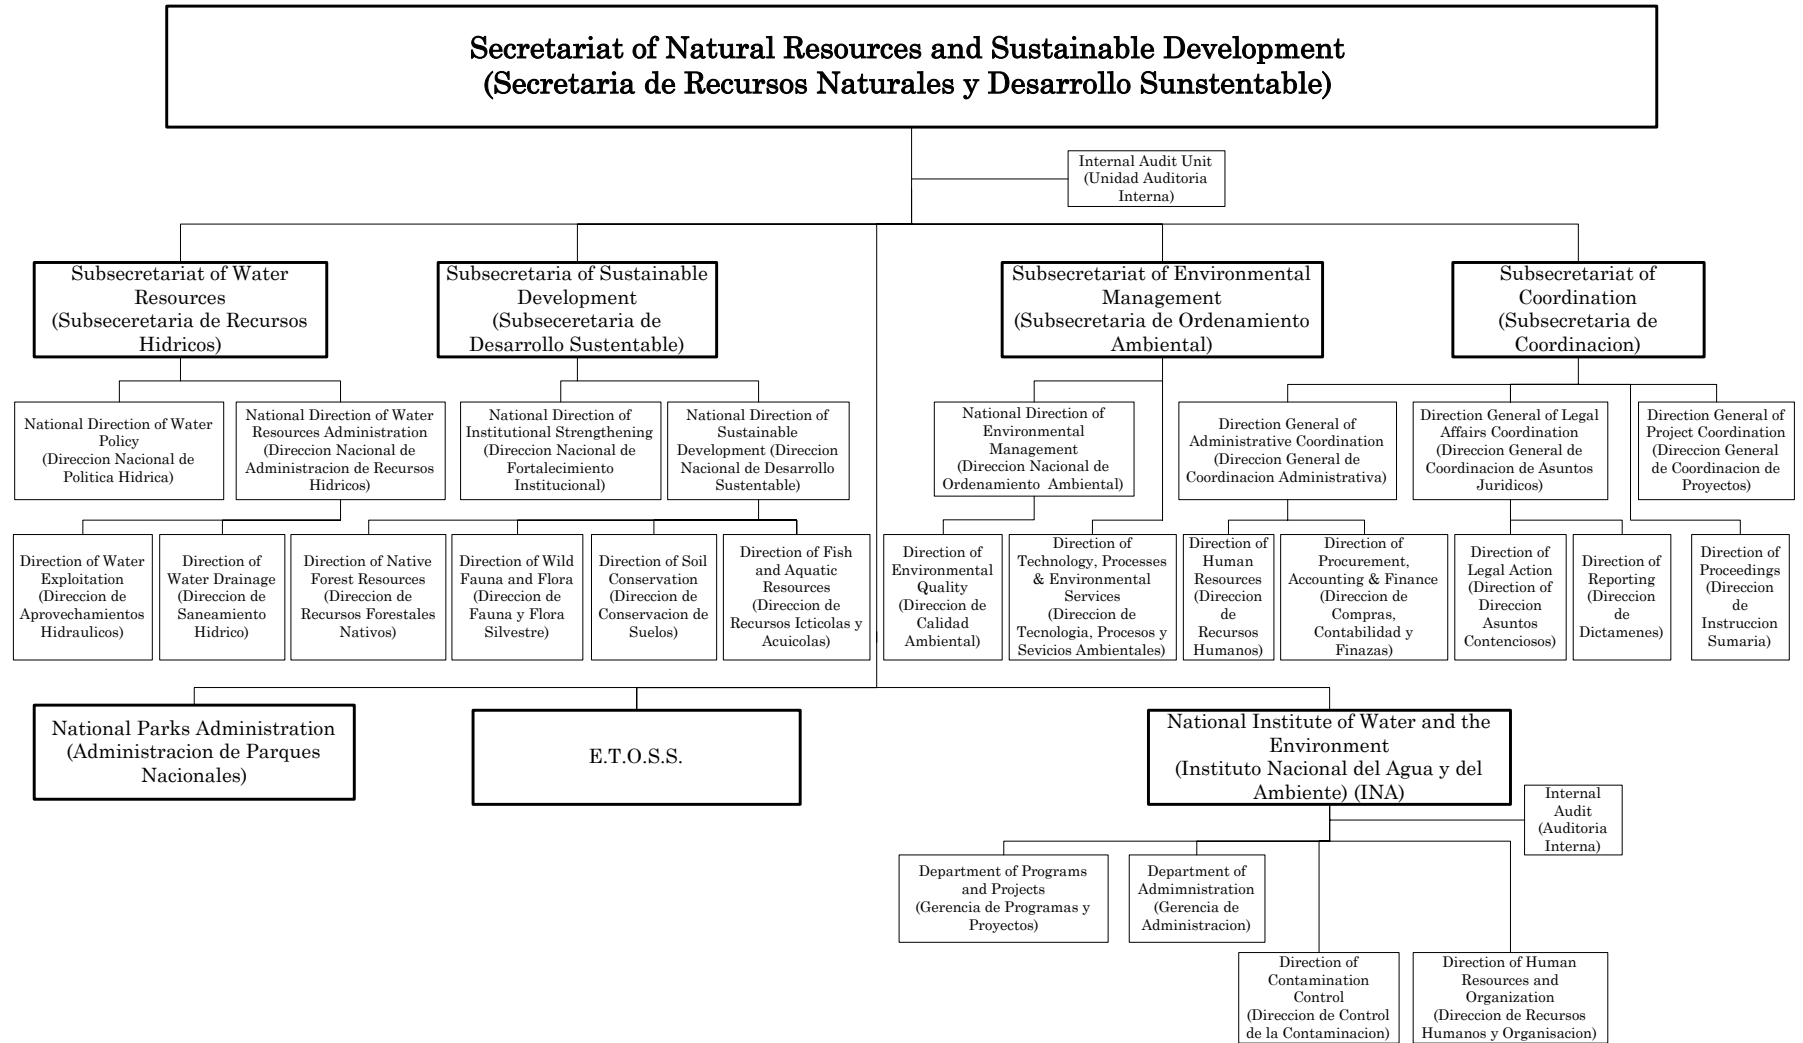 Secretariat of Natural Resources and Sustainable Development
(Secretaria de Recursos Naturales y Desarrollo Sunstentable)
Internal Audit Unit
(Unidad Auditoria
Interna)
Subsecretariat of Water
Resources
(Subseceretaria de Recursos
Hidricos)
Subsecretaria of Sustainable
Development
(Subseceretaria de
Desarrollo Sustentable)
Subsecretariat of Environmental
Management
(Subsecretaria de Ordenamiento
Ambiental)
Subsecretariat of
Coordination
(Subsecretaria de
Coordinacion)
National Direction of Water
Policy
(Direccion Nacional de
Politica Hidrica)
National Direction of Water
Resources Administration
(Direccion Nacional de
Administracion de Recursos
Hidricos)
National Direction of
Institutional Strengthening
(Direccion Nacional de
Fortalecimiento
Institucional)
National Direction of
Sustainable
Development (Direccion
Nacional de Desarrollo
Sustentable)
National Direction of
Environmental
Management
(Direccion Nacional de
Ordenamiento  Ambiental)
Direction General of
Administrative Coordination
(Direccion General de
Coordinacion Administrativa)
Direction General of Legal
Affairs Coordination
(Direccion General de
Coordinacion de Asuntos
Juridicos)
Direction General of
Project Coordination
(Direccion General
de Coordinacion de
Proyectos)
Direction of Water
Exploitation
(Direccion de
Aprovechamientos
Hidraulicos)
Direction of
Water Drainage
(Direccion de
Saneamiento
Hidrico)
Direction of Native
Forest Resources
(Direccion de
Recursos Forestales
Nativos)
Direction of Wild
Fauna and Flora
(Direccion de
Fauna y Flora
Silvestre)
Direction of Soil
Conservation
(Direccion de
Conservacion de
Suelos)
Direction of Fish
and Aquatic
Resources
(Direccion de
Recursos Icticolas y
Acuicolas)
Direction of
Environmental
Quality
(Direccion de
Calidad
Ambiental)
Direction of
Technology, Processes
& Environmental
Services
(Direccion de
Tecnologia, Procesos y
Sevicios Ambientales)
Direction of
Human
Resources
(Direccion
de
Recursos
Humanos)
Direction of
Procurement,
Accounting & Finance
(Direccion de
Compras,
Contabilidad y
Finazas)
Direction of
Legal Action
(Direction of
Direccion
Asuntos
Contenciosos)
Direction of
Reporting
(Direccion
de
Dictamenes)
Direction of
Proceedings
(Direccion
de
Instruccion
Sumaria)
National Parks Administration
(Administracion de Parques
Nacionales)
E.T.O.S.S.
National Institute of Water and the
Environment
(Instituto Nacional del Agua y del
Ambiente) (INA)
Internal
Audit
(Auditoria
Interna)
Department of Programs
and Projects
(Gerencia de Programas y
Proyectos)
Department of
Admimnistration
(Gerencia de
Administracion)
Direction of
Contamination
Control
(Direccion de Control
de la Contaminacion)
Direction of Human
Resources and
Organization
(Direccion de Recursos
Humanos y Organisacion)